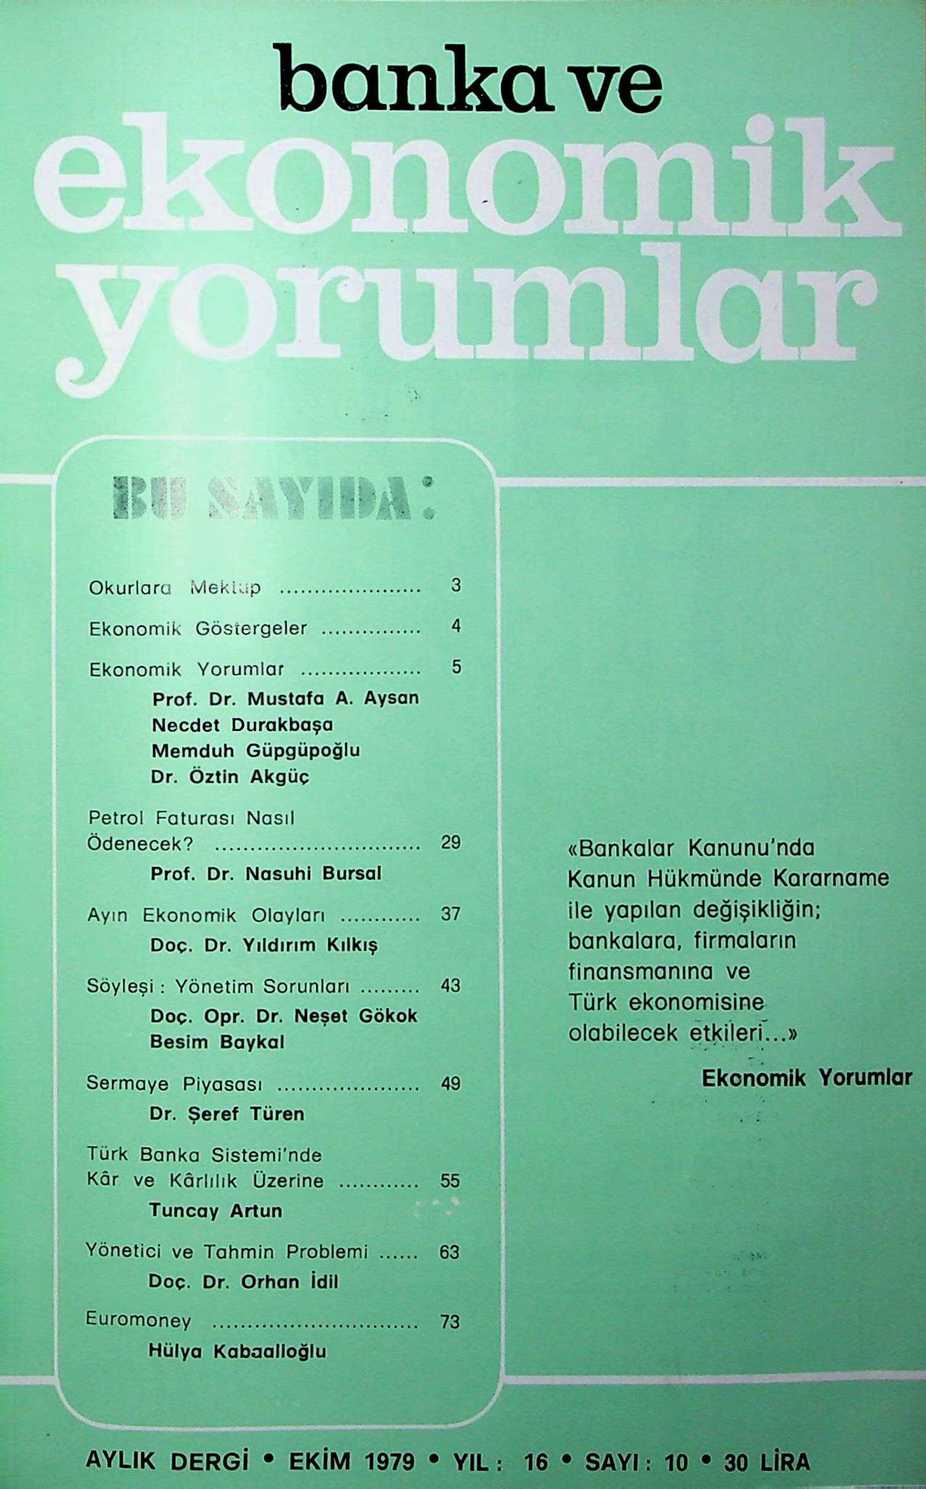 banka ve
ekonomik
yorumlar
BU SAYIDA:
Okurlara Mektup ..................... 3
Ekonomik Göstergeler ............... 4
Ekonomik Yorumlar .................. 5
Prof. Dr. Mustafa A. Aysan
Necdet Durakbaşa
Memduh Güpgüpoğlu
Dr. Öztin Akgüç
Petrol Faturası Nasıl
Ödenecek? .............................. 29
Prof. Dr. Nasuhi Bursal
Ayın Ekonomik Olayları ............ 37
Doç. Dr. Yıldırım Kılkış
Söyleşi : Yönetim Sorunları ......... 43
Doç. Opr. Dr. Neşet Gökok
Besim Baykal
Sermaye Piyasası ..................... 49
Dr. Şeref Türen
Türk Banka Sistemi'nde
Kâr ve Kârlılık Üzerine ............ 55
Tuncay Artun
Yönetici ve Tahmin Problemi ...... 63
Doç. Dr. Orhan İdil
Euromoney .............................. 73
Hülya Kabaalioğlu
«Bankalar Kanunu'nda
Kanun Hükmünde Kararname
ile yapılan değişikliğin;
bankalara, firmaların
finansmanına ve
Türk ekonomisine
olabilecek etkileri...»
Ekonomik Yorumlar
AYLIK DERGİ • EKİM 1979 • YIL : 16 • SAYI : 10 • 30 LİRA